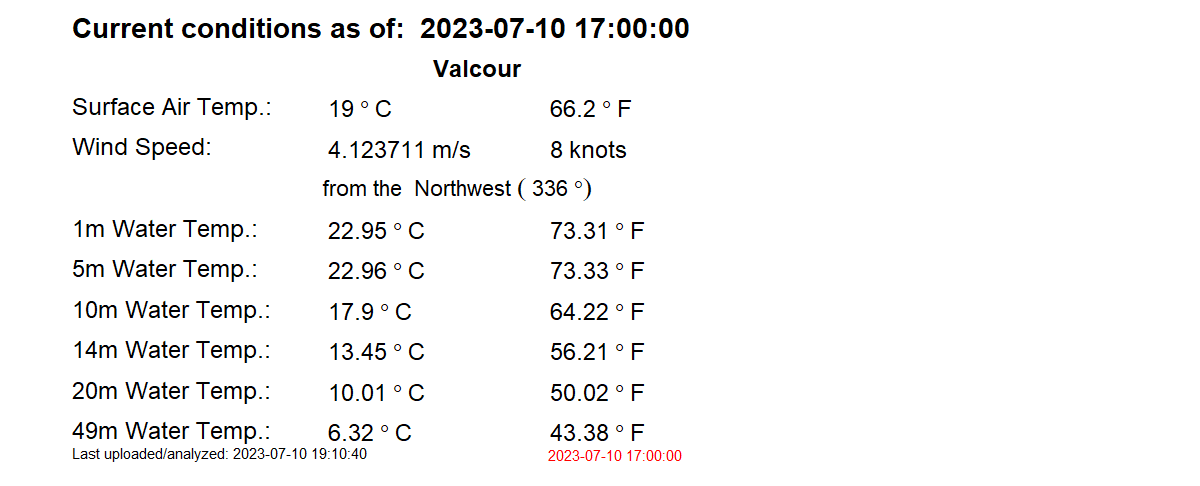 Current conditions as of: 2023-07-10 17:00:00
Valcour
Surface Air Temp.: 19 ° C 66.2 ° F
Wind Speed: 4.123711 m/s 8 knots
from the Northwest ( 336 °)
1m Water Temp.: 22.95 ° C 73.31 ° F
5m Water Temp.: 22.96 ° C 73.33 ° F
10m Water Temp.: 17.9 ° C 64.22 ° F
14m Water Temp.: 13.45 ° C 56.21 ° F
20m Water Temp.: 10.01 ° C 50.02 ° F
49m Water Temp.: 6.32 ° C 43.38 ° F
Last uploaded/analyzed: 2023-07-10 19:10:40 2023-07-10 17:00:00